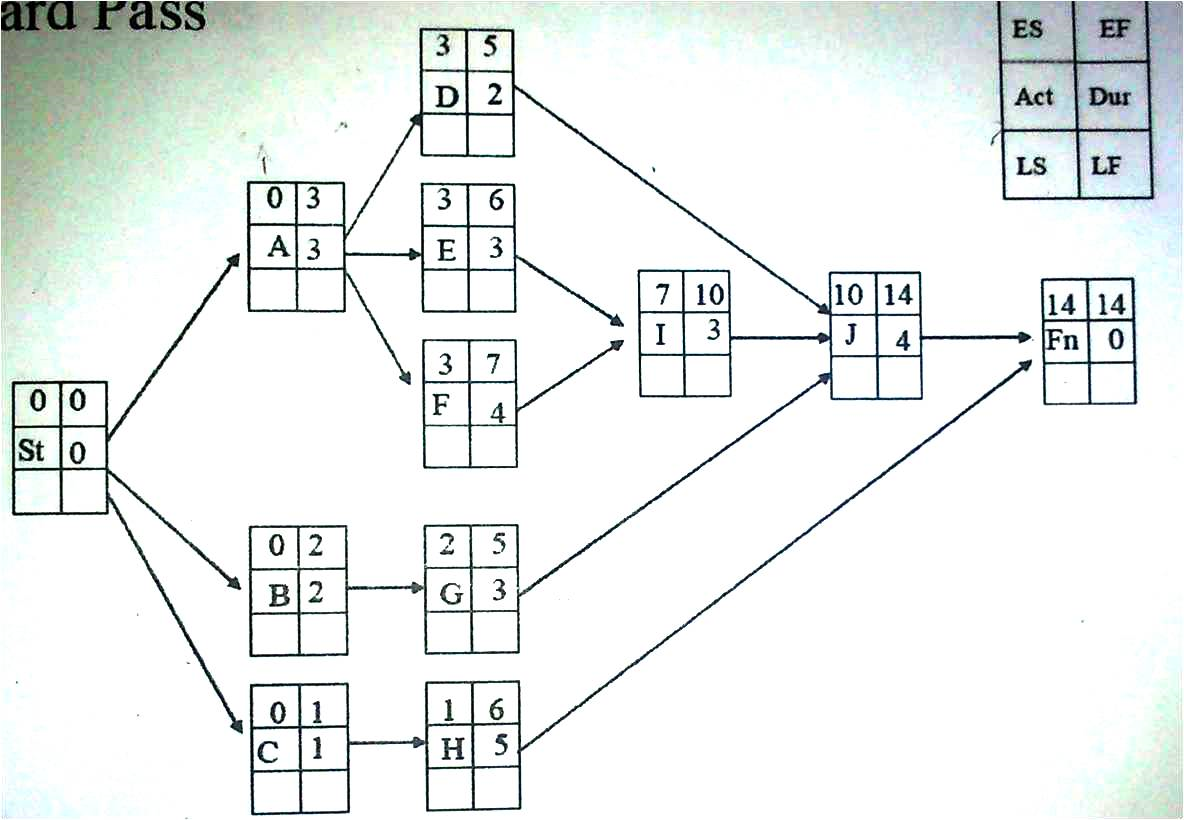 ard Pass
ES EF
Act Dur
LS LF
3 5
D 2
0 3
A 3
3 6
E 3
3 7
F 4
7 10
I 3
10 14
J 4
14 14
Fn 0
0 0
St 0
0 2
B 2
2 5
G 3
0 1
C 1
1 6
H 5